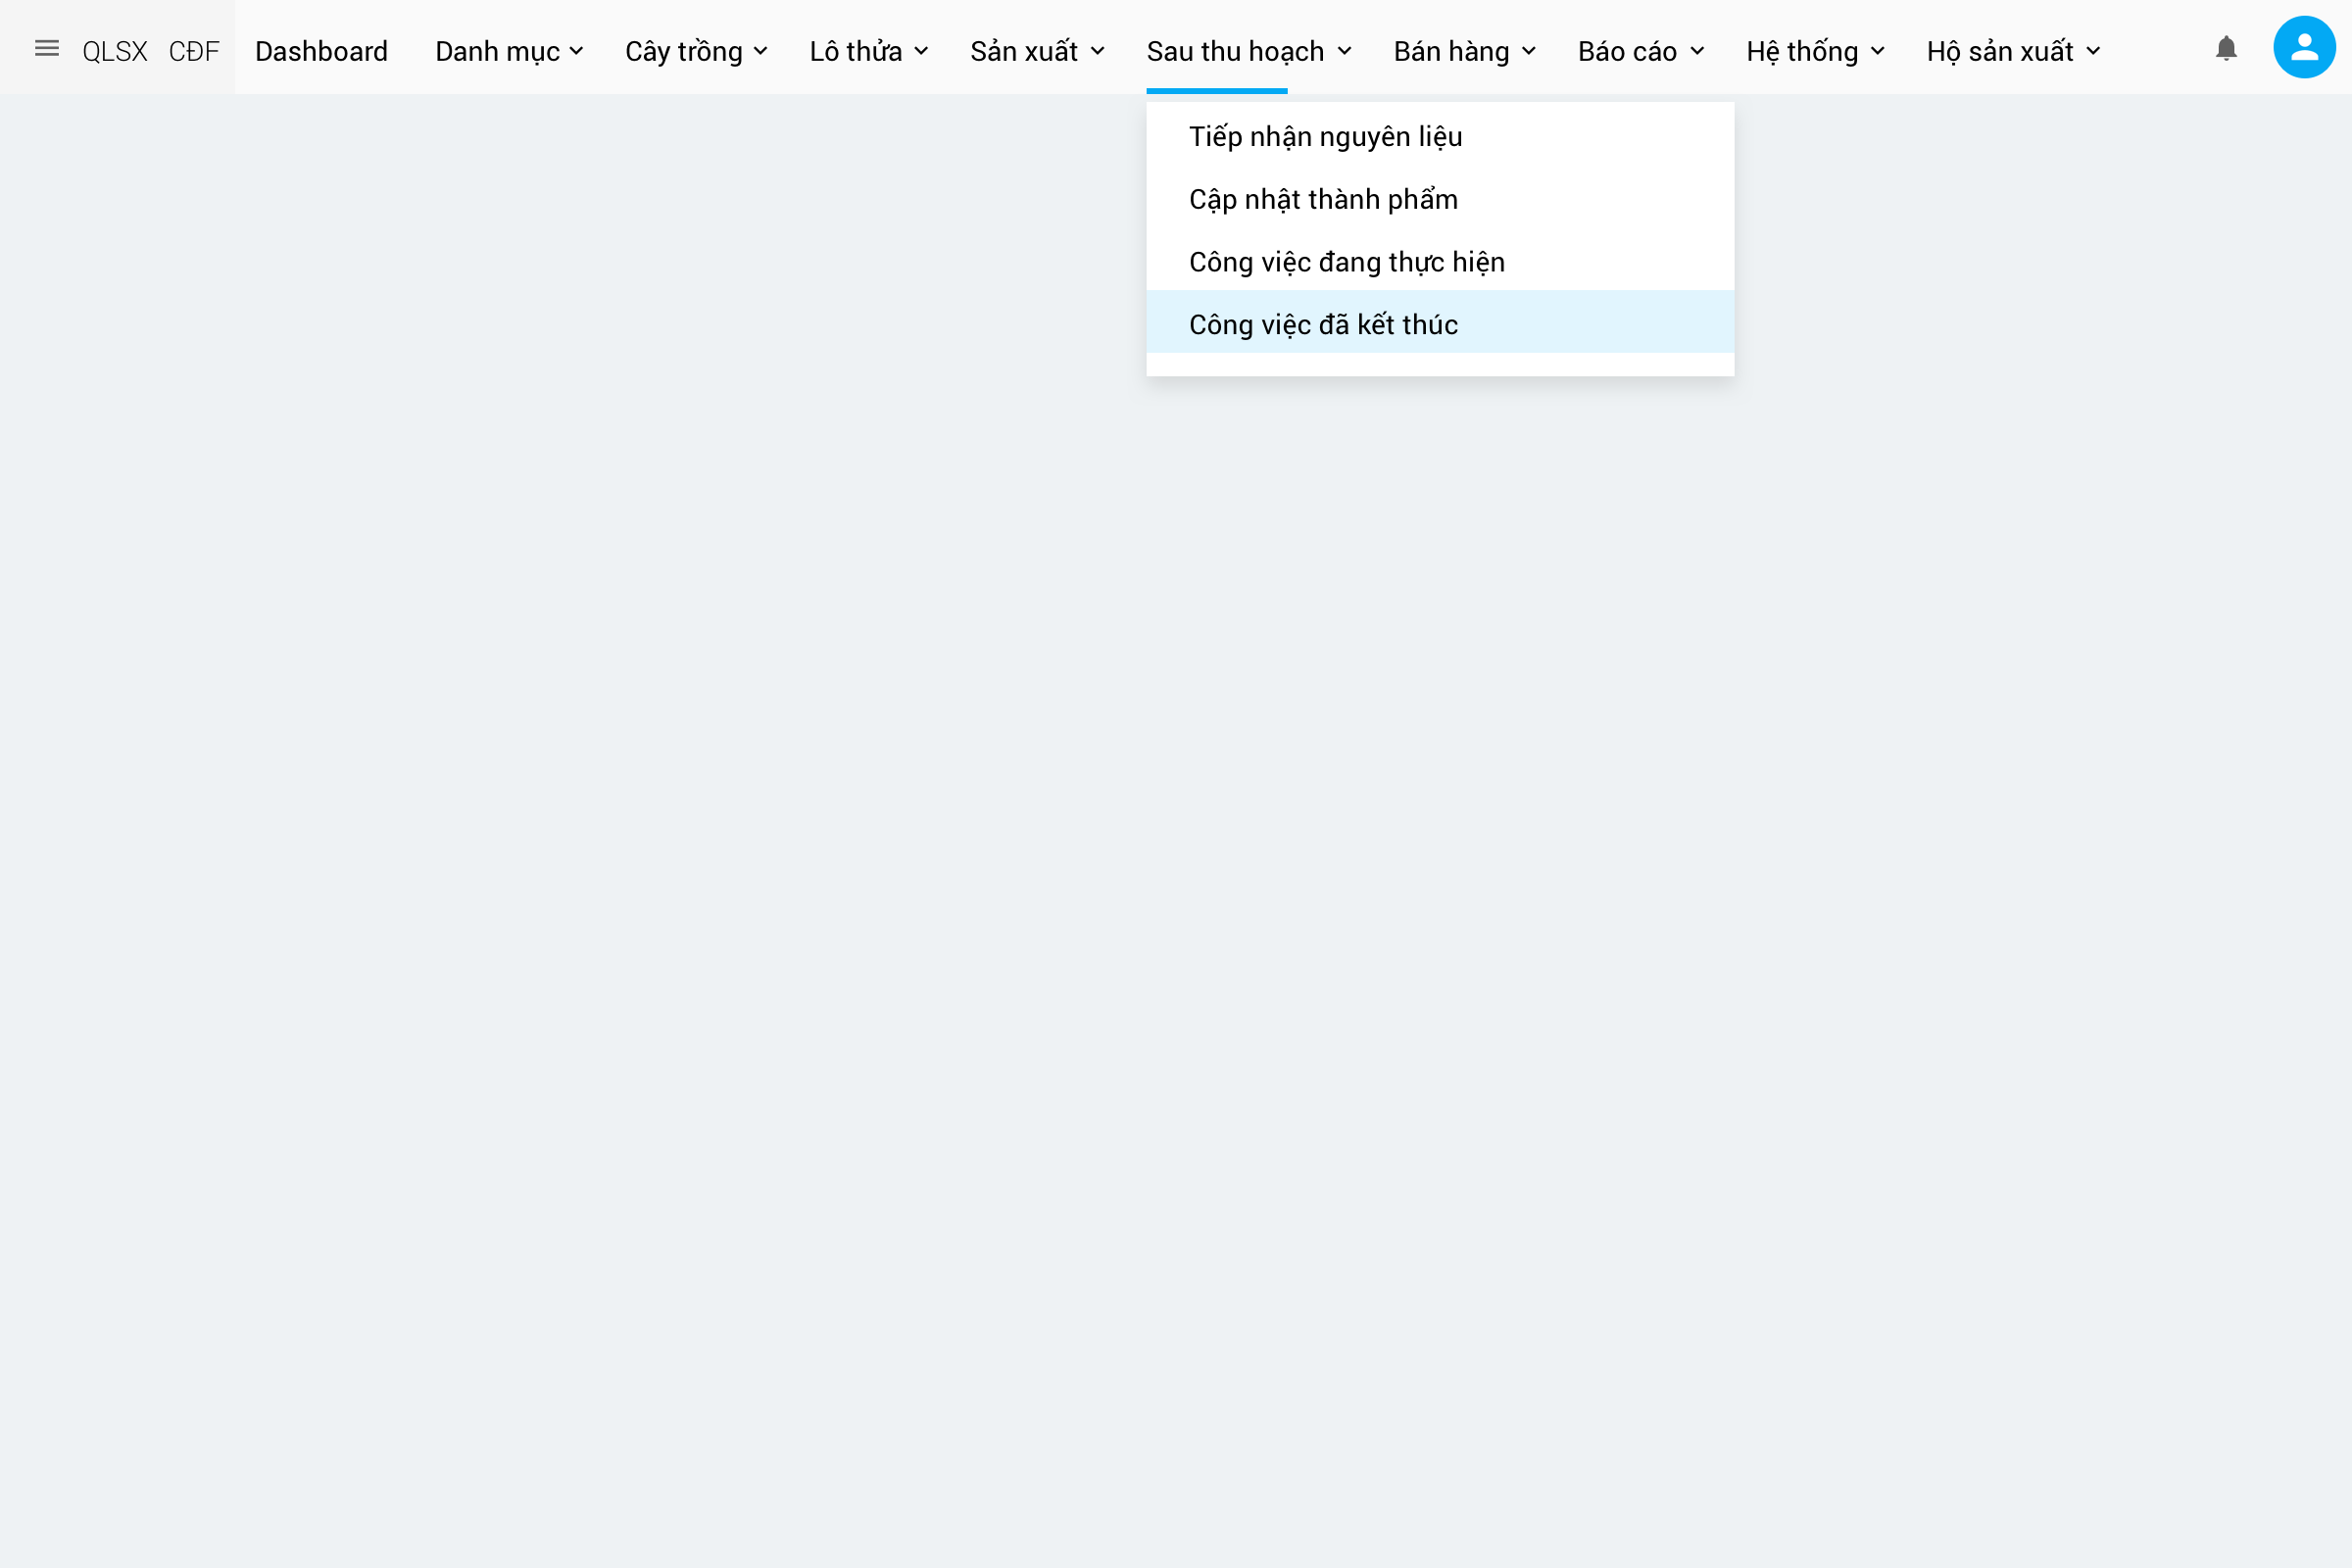 QLSX CĐF Dashboard Danh mục Cây trồng Lô thửa Sản xuất Sau thu hoạch Bán hàng Báo cáo Hệ thống Hộ sản xuất
Tiếp nhận nguyên liệu
Cập nhật thành phẩm
Công việc đang thực hiện
Công việc đã kết thúc